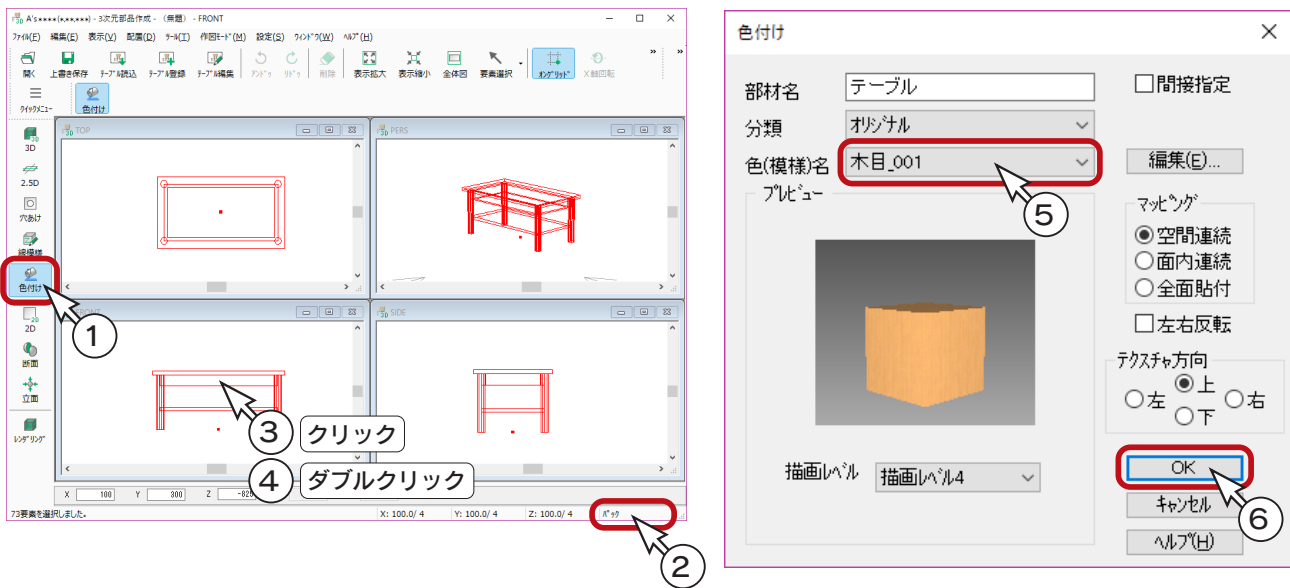 A's****(*.**.***) - 3次元部品作成 - （無題） - FRONT
ファイル(F) 編集(E) 表示(V) 配置(D) ツール(T) 作図モード(M) 設定(S) ウィンドウ(W) ヘルプ(H)
開く 上書き保存 テーブル読込 テーブル登録 テーブル編集 アンドゥ リドゥ 削除 表示拡大 表示縮小 全体図 要素選択 オングリッド X軸回転
クイックメニュー 色付け
3D
2.5D
穴あけ
線模様
色付け
2D
断面
立面
レンダリング
TOP
PERS
FRONT
SIDE
①
③ クリック
④ ダブルクリック
X 100 Y 300 Z
73要素を選択しました。 X: 100.0/ 4 Y: 100.0/ 4 Z: 100.0/ 4 パック
②
色付け
部材名 テーブル
分類 オリジナル
色(模様)名 木目_001
⑤
プレビュー
描画レベル 描画レベル4
間接指定
編集(E)...
マッピング
空間連続
面内連続
全面貼付
左右反転
テクスチャ方向
上
左 右
下
OK
キャンセル
⑥
ヘルプ(H)